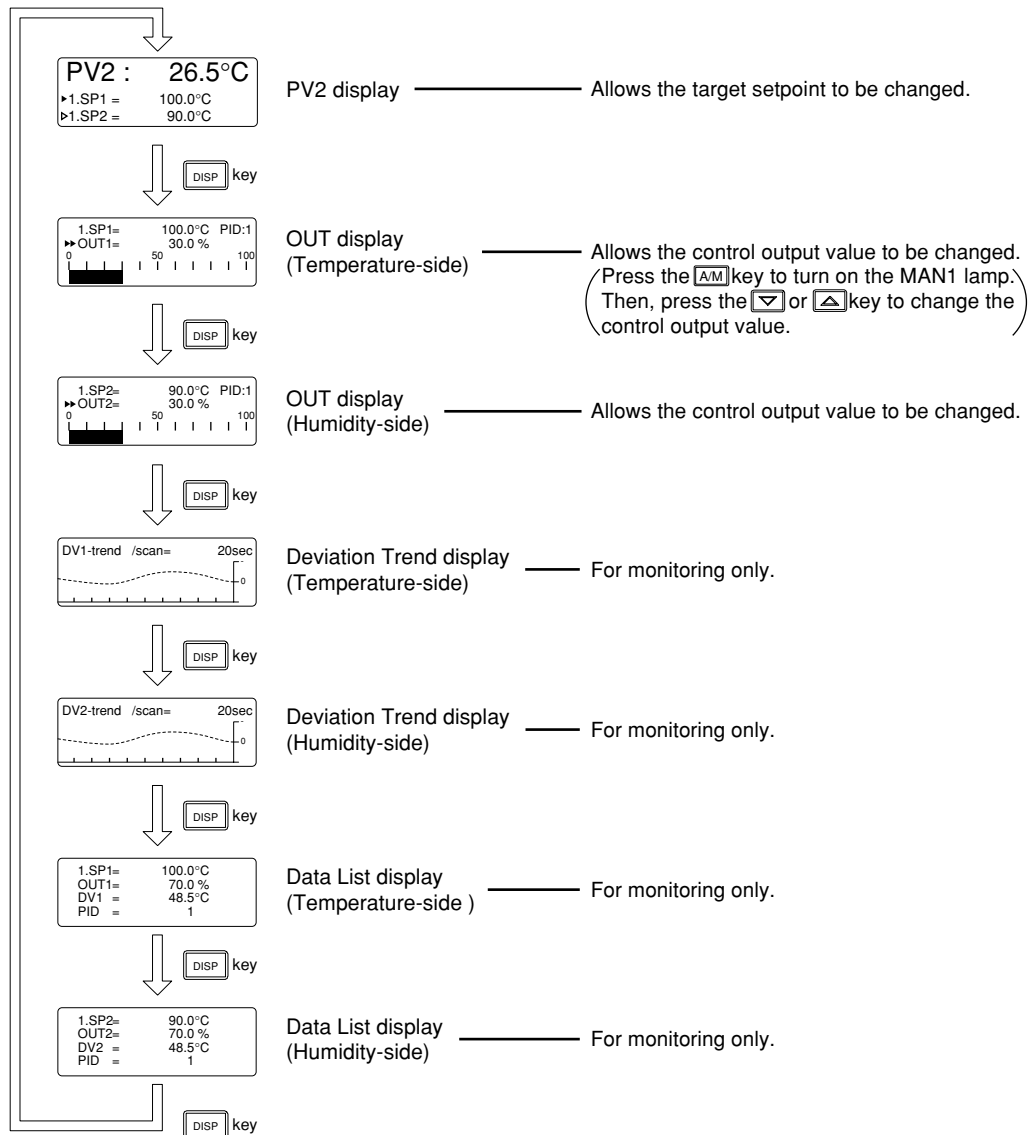 PV2 : 26.5°C
▸1.SP1 = 100.0°C
▹1.SP2 = 90.0°C
PV2 display
Allows the target setpoint to be changed.
DISP key
1.SP1= 100.0°C PID:1
▸▸OUT1= 30.0 %
0 50 100
OUT display
(Temperature-side)
Allows the control output value to be changed.
Press the A/M key to turn on the MAN1 lamp.
Then, press the ▽ or △ key to change the
control output value.
DISP key
1.SP2= 90.0°C PID:1
▸▸OUT2= 30.0 %
0 50 100
OUT display
(Humidity-side)
Allows the control output value to be changed.
DISP key
DV1-trend /scan= 20sec
0
Deviation Trend display
(Temperature-side)
For monitoring only.
DISP key
DV2-trend /scan= 20sec
0
Deviation Trend display
(Humidity-side)
For monitoring only.
DISP key
1.SP1= 100.0°C
OUT1= 70.0 %
DV1 = 48.5°C
PID = 1
Data List display
(Temperature-side )
For monitoring only.
DISP key
1.SP2= 90.0°C
OUT2= 70.0 %
DV2 = 48.5°C
PID = 1
Data List display
(Humidity-side)
For monitoring only.
DISP key